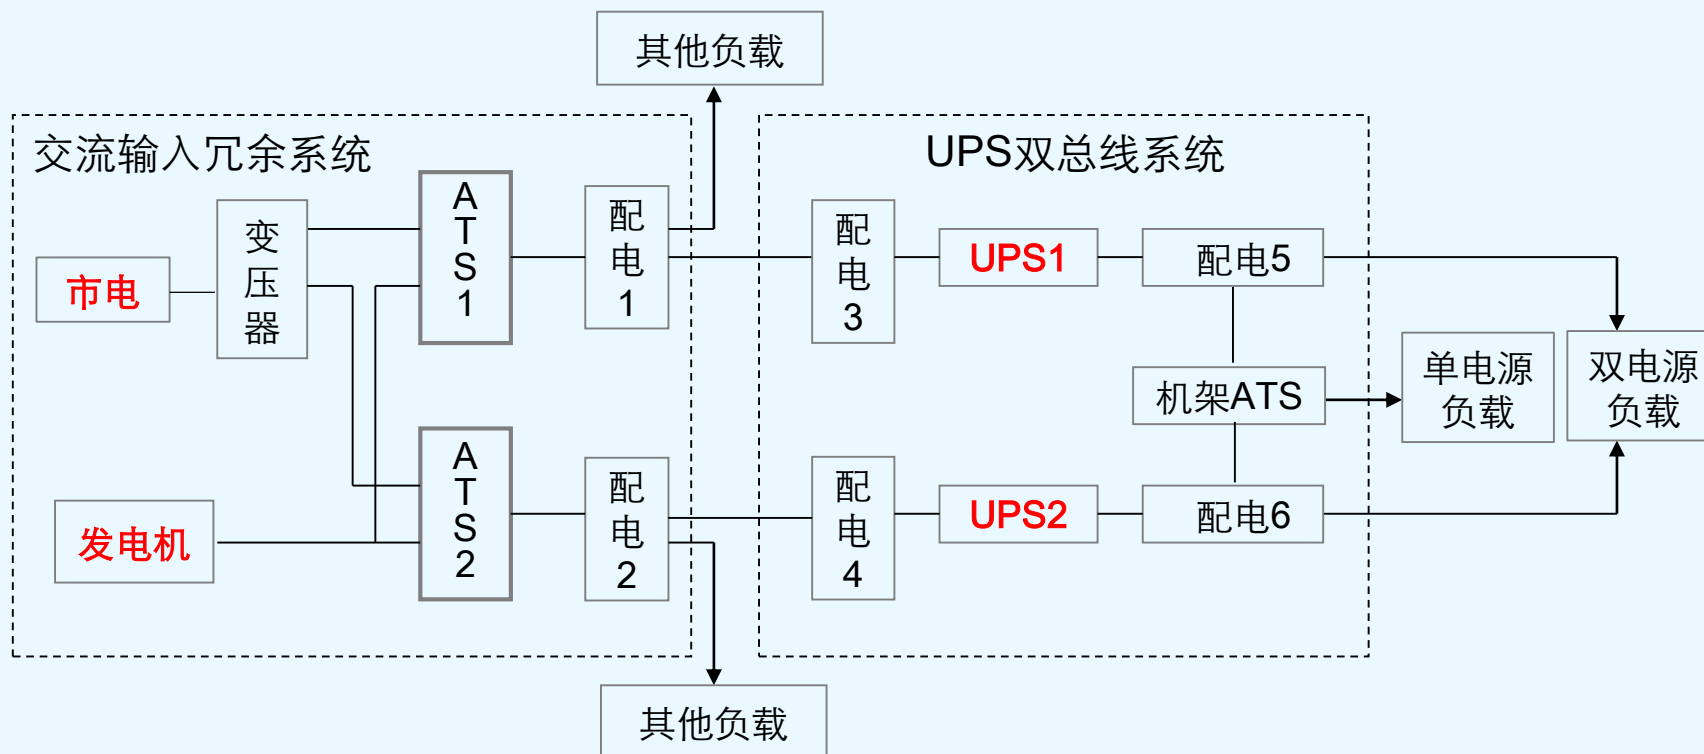 其他负载
交流输入冗余系统
UPS双总线系统
市电
变压器
ATS1
配电1
配电3
UPS1
配电5
机架ATS
单电源
负载
双电源
负载
发电机
ATS2
配电2
配电4
UPS2
配电6
其他负载